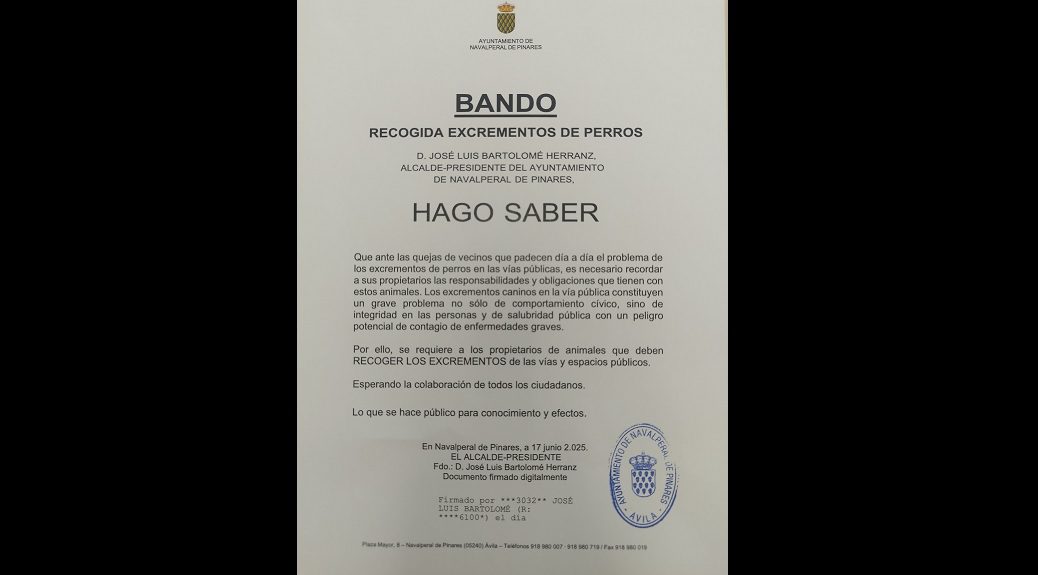 AYUNTAMIENTO DE
NAVALPERAL DE PINARES
BANDO
RECOGIDA EXCREMENTOS DE PERROS
D. JOSÉ LUIS BARTOLOMÉ HERRANZ,
ALCALDE-PRESIDENTE DEL AYUNTAMIENTO
DE NAVALPERAL DE PINARES,
HAGO SABER
Que ante las quejas de vecinos que padecen día a día el problema de
los excrementos de perros en las vías públicas, es necesario recordar
a sus propietarios las responsabilidades y obligaciones que tienen con
estos animales. Los excrementos caninos en la vía pública constituyen
un grave problema no sólo de comportamiento cívico, sino de
integridad en las personas y de salubridad pública con un peligro
potencial de contagio de enfermedades graves.
Por ello, se requiere a los propietarios de animales que deben
RECOGER LOS EXCREMENTOS de las vías y espacios públicos.
Esperando la colaboración de todos los ciudadanos.
Lo que se hace público para conocimiento y efectos.
En Navalperal de Pinares, a 17 junio 2.025.
EL ALCALDE-PRESIDENTE
Fdo.: D. José Luis Bartolomé Herranz
Documento firmado digitalmente
Firmado por ***3032** JOSÉ
LUIS BARTOLOMÉ (R:
****6100*) el día
AYUNTAMIENTO DE NAVALPERAL DE PINARES
· AVILA ·
Plaza Mayor, 8 – Navalperal de Pinares (05240) Ávila – Teléfonos 918 980 007 · 918 980 719 / Fax 918 980 019